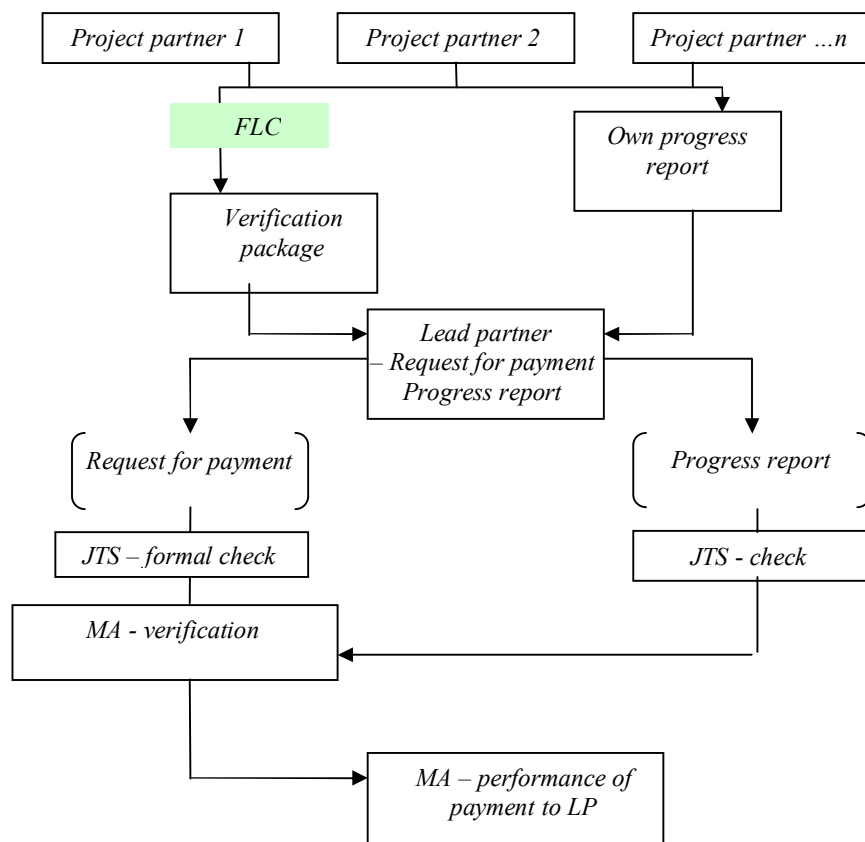 Project partner 1
Project partner 2
Project partner …n
FLC
Own progress
report
Verification
package
Lead partner
– Request for payment
Progress report
Request for payment
Progress report
JTS – formal check
JTS - check
MA - verification
MA – performance of
payment to LP